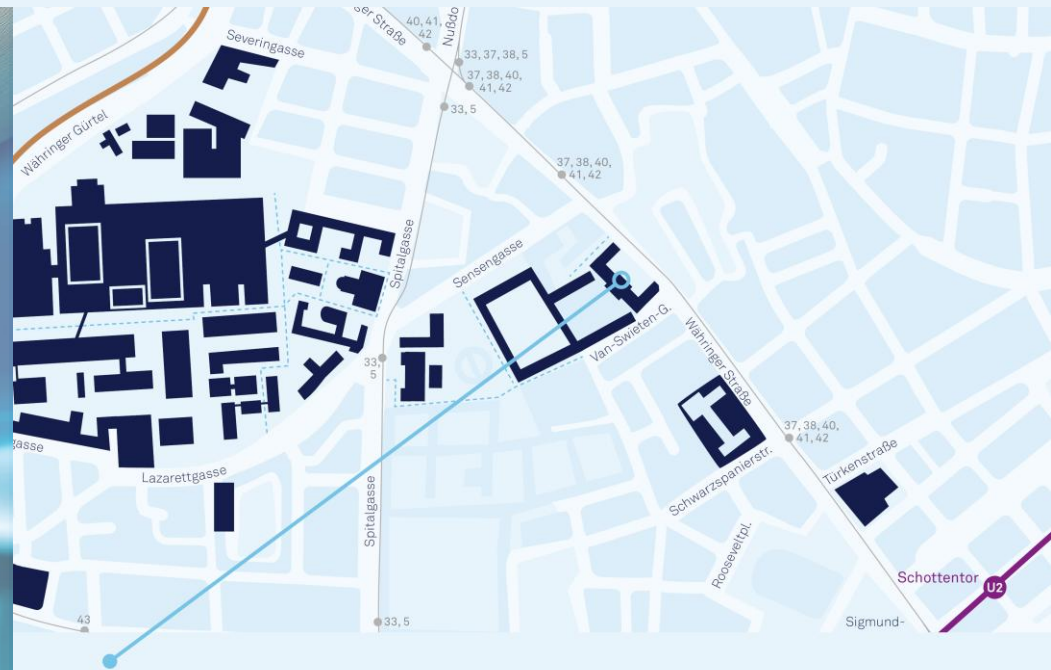 40, 41,
42
ger Straße
Nußdo
33, 37, 38, 5
37, 38, 40,
41, 42
33, 5
Severingasse
Währinger Gürtel
37, 38, 40,
41, 42
Spitalgasse
Sensengasse
Van-Swieten-G.
Währinger Straße
33,
5
37, 38, 40,
41, 42
Türkenstraße
Schwarzspanierstr.
gasse
Lazarettgasse
Spitalgasse
Rooseveltpl.
Schottentor
U2
43
33, 5
Sigmund-